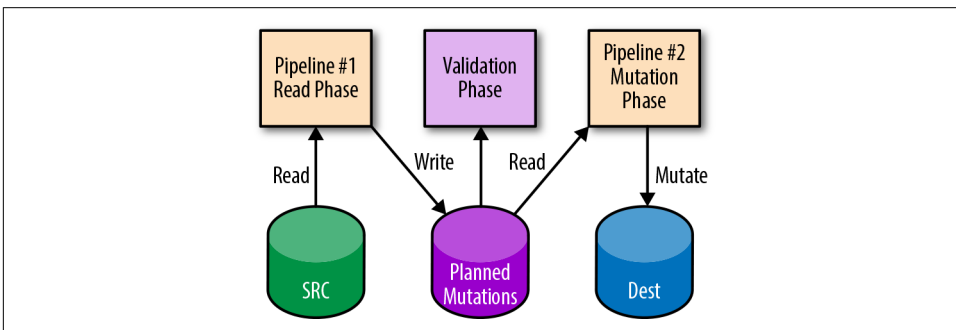 Pipeline #1
Read Phase
Validation
Phase
Pipeline #2
Mutation
Phase
Read
Write
Read
Mutate
SRC
Planned
Mutations
Dest